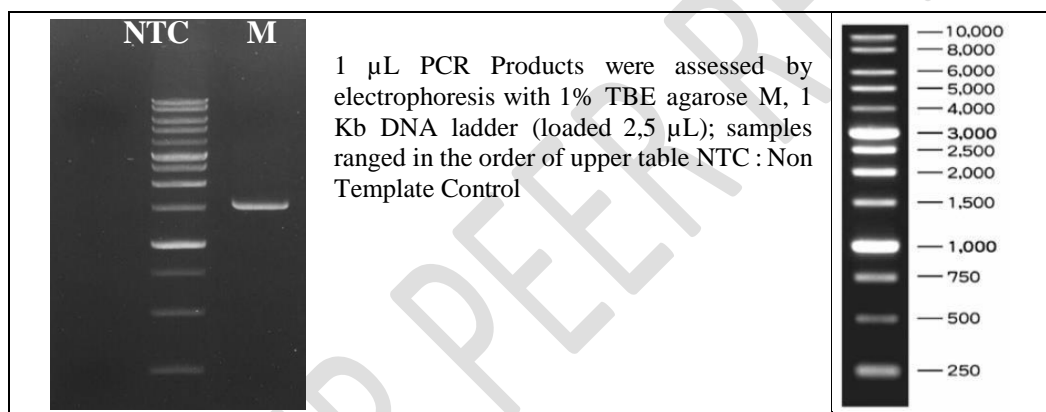 NTC M
1 µL PCR Products were assessed by
electrophoresis with 1% TBE agarose M, 1
Kb DNA ladder (loaded 2,5 µL); samples
ranged in the order of upper table NTC : Non
Template Control
10,000
8,000
6,000
5,000
4,000
3,000
2,500
2,000
1,500
1,000
750
500
250
PEER RE